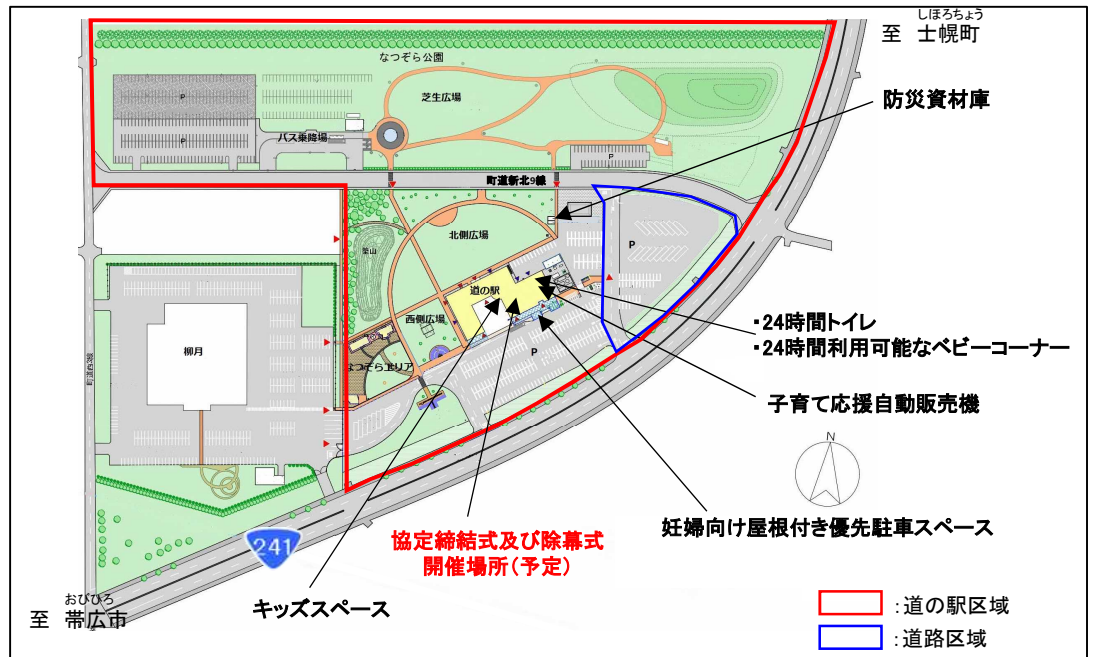 しほろちょう
至 士幌町
なつぞら公園
芝生広場
防災資材庫
P
P
バス乗降場
P
町道新北9線
北側広場
P
築山
道の駅
西側広場
・24時間トイレ
・24時間利用可能なベビーコーナー
柳月
P
なつぞらエリア
子育て応援自動販売機
N
妊婦向け屋根付き優先駐車スペース
協定締結式及び除幕式
開催場所(予定)
241
キッズスペース
おびひろ
至 帯広市
:道の駅区域
:道路区域